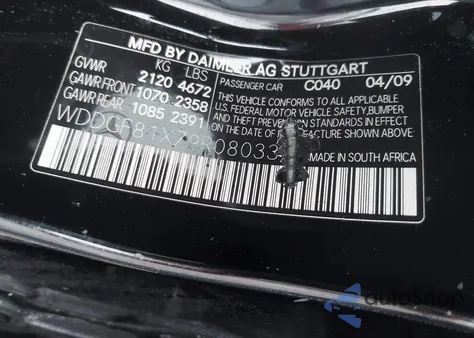 MFD BY DAIMLER AG STUTTGART
KG LBS
GVWR 2120 4672
GAWR FRONT 1070 2358
GAWR REAR 1085 2391
PASSENGER CAR C040 04/09
THIS VEHICLE CONFORMS TO ALL APPLICABLE
U.S. FEDERAL MOTOR VEHICLE SAFETY, BUMPER
AND THEFT PREVENTION STANDARDS IN
EFFECT ON THE DATE OF MANUFACTURE
SHOWN ABOVE.
MADE IN SOUTH AFRICA
autoSnap